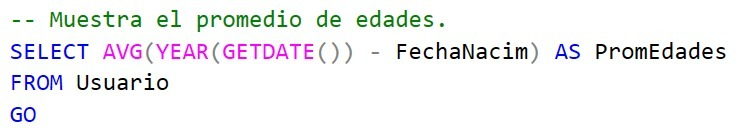 -- Muestra el promedio de edades.
SELECT AVG(YEAR(GETDATE()) - FechaNacim) AS PromEdades
FROM Usuario
GO